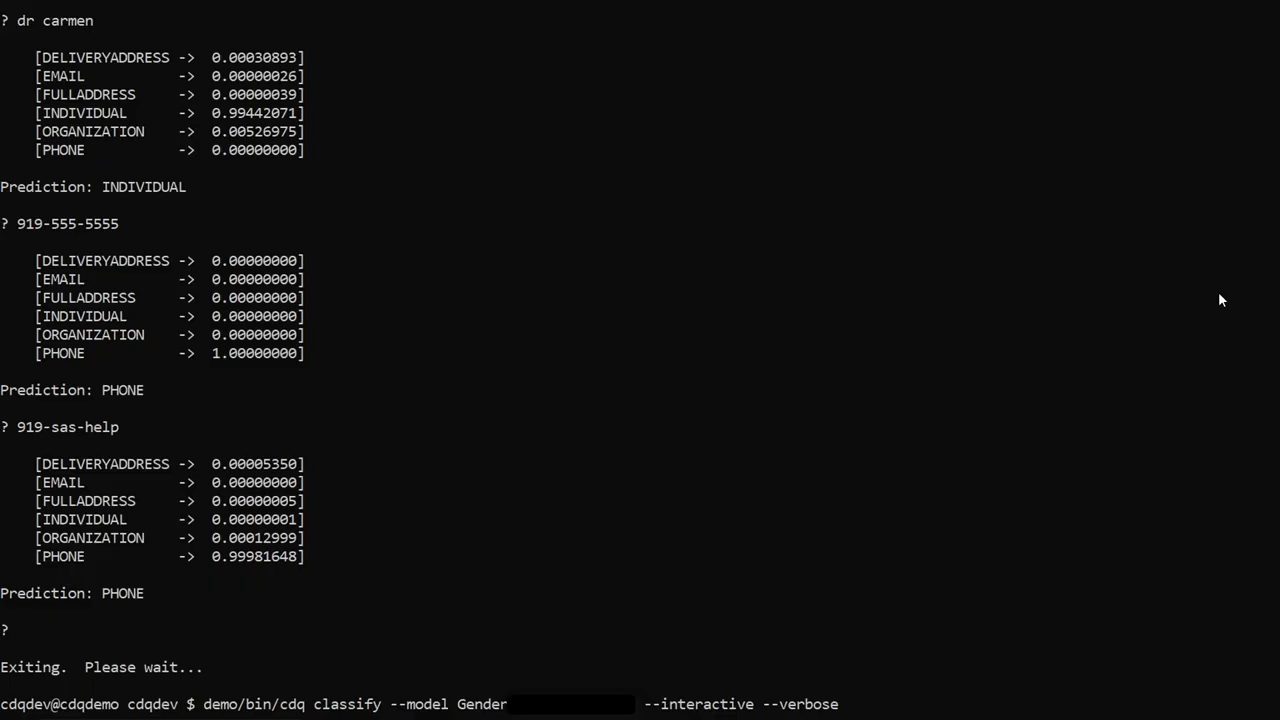 ? dr carmen
[DELIVERYADDRESS -> 0.00030893]
[EMAIL -> 0.00000026]
[FULLADDRESS -> 0.00000039]
[INDIVIDUAL -> 0.99442071]
[ORGANIZATION -> 0.00526975]
[PHONE -> 0.00000000]
Prediction: INDIVIDUAL
? 919-555-5555
[DELIVERYADDRESS -> 0.00000000]
[EMAIL -> 0.00000000]
[FULLADDRESS -> 0.00000000]
[INDIVIDUAL -> 0.00000000]
[ORGANIZATION -> 0.00000000]
[PHONE -> 1.00000000]
Prediction: PHONE
? 919-sas-help
[DELIVERYADDRESS -> 0.00005350]
[EMAIL -> 0.00000000]
[FULLADDRESS -> 0.00000005]
[INDIVIDUAL -> 0.00000001]
[ORGANIZATION -> 0.00012999]
[PHONE -> 0.99981648]
Prediction: PHONE
?
Exiting. Please wait...
cdqdev@cdqdemo cdqdev $ demo/bin/cdq classify --model Gender --interactive --verbose